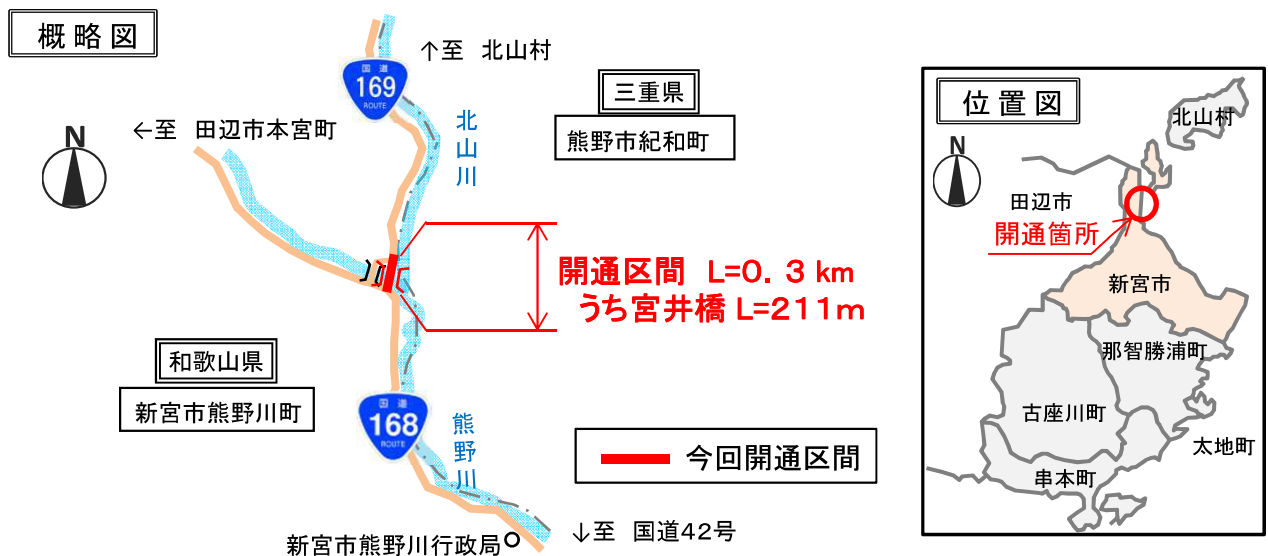 概略図
↑至 北山村
国道
169
ROUTE
三重県
熊野市紀和町
北山川
N
←至 田辺市本宮町
開通区間 L=0.3km
うち宮井橋 L=211m
和歌山県
新宮市熊野川町
国道
168
ROUTE
熊野川
今回開通区間
↓至 国道42号
新宮市熊野川行政局
位置図
北山村
N
田辺市
開通箇所
新宮市
那智勝浦町
古座川町
太地町
串本町